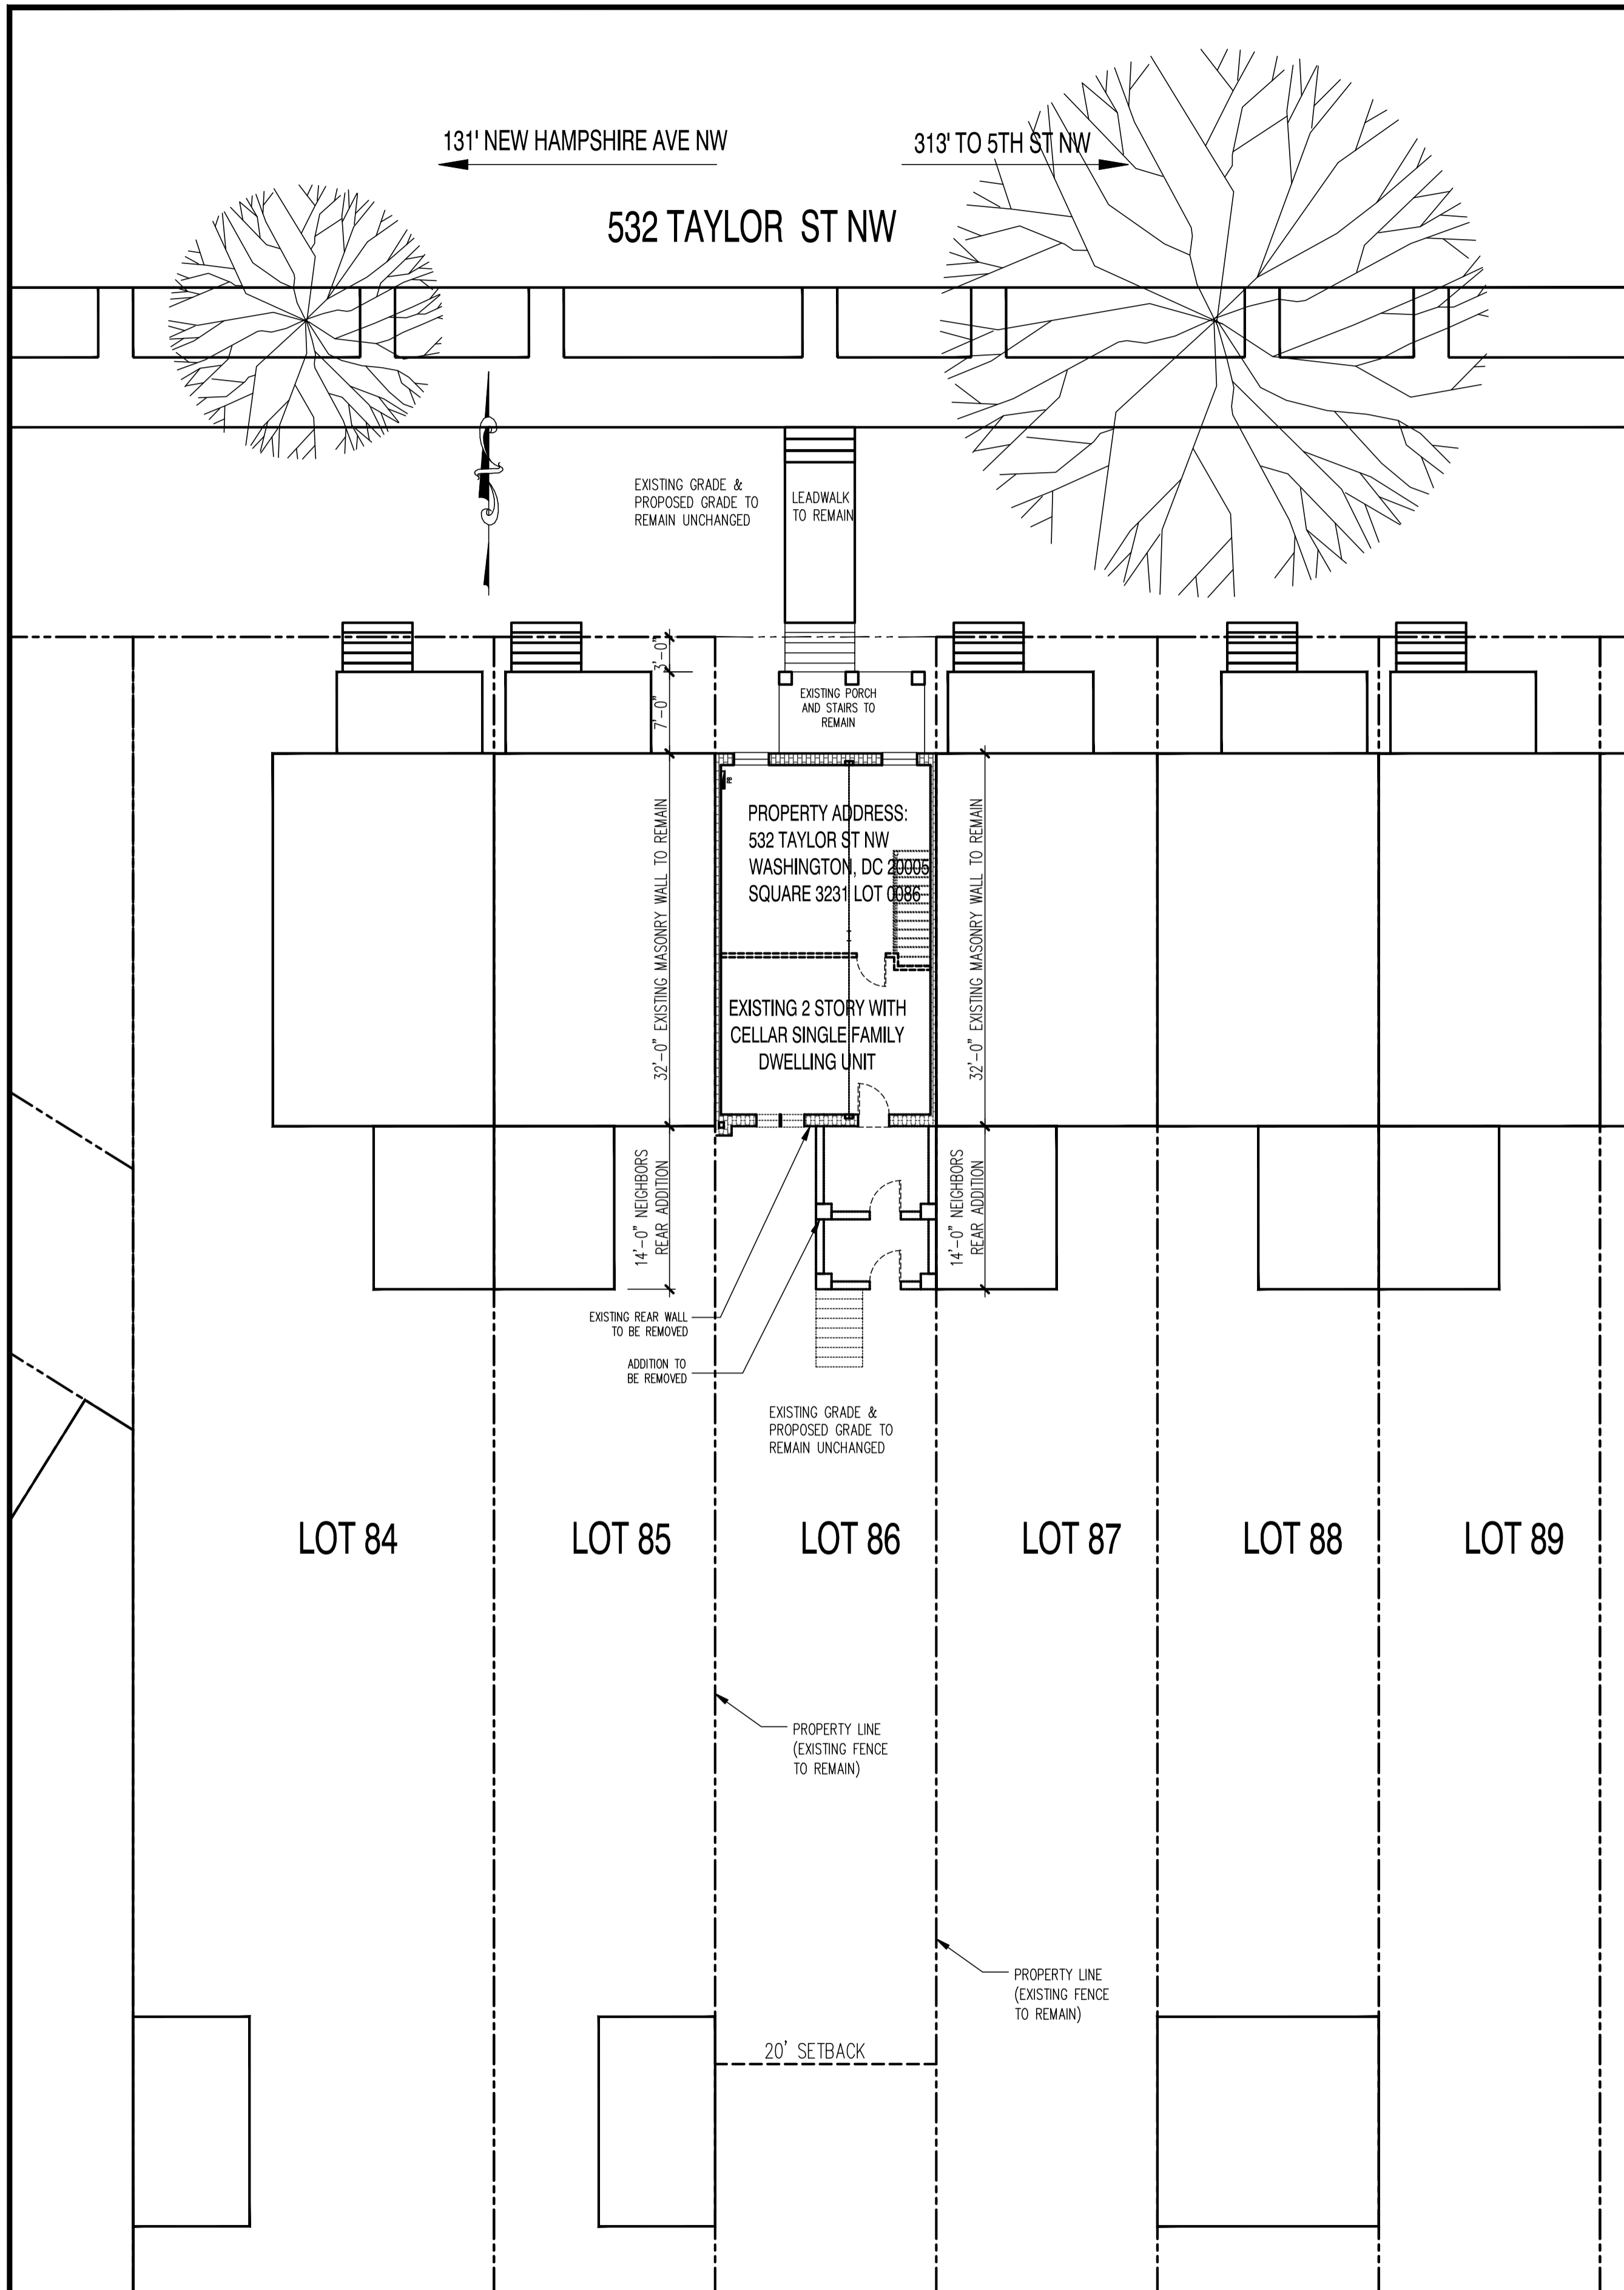 131' NEW HAMPSHIRE AVE NW
313' TO 5TH ST NW
532 TAYLOR ST NW
EXISTING GRADE &
PROPOSED GRADE TO
REMAIN UNCHANGED
LEADWALK
TO REMAIN
3'-0"
7'-0"
EXISTING PORCH
AND STAIRS TO
REMAIN
PROPERTY ADDRESS:
532 TAYLOR ST NW
WASHINGTON, DC 20005
SQUARE 3231 LOT 0086
32'-0" EXISTING MASONRY WALL TO REMAIN
32'-0" EXISTING MASONRY WALL TO REMAIN
EXISTING 2 STORY WITH
CELLAR SINGLE FAMILY
DWELLING UNIT
14'-0" NEIGHBORS
REAR ADDITION
14'-0" NEIGHBORS
REAR ADDITION
EXISTING REAR WALL
TO BE REMOVED
ADDITION TO
BE REMOVED
EXISTING GRADE &
PROPOSED GRADE TO
REMAIN UNCHANGED
LOT 84
LOT 85
LOT 86
LOT 87
LOT 88
LOT 89
PROPERTY LINE
(EXISTING FENCE
TO REMAIN)
PROPERTY LINE
(EXISTING FENCE
TO REMAIN)
20' SETBACK